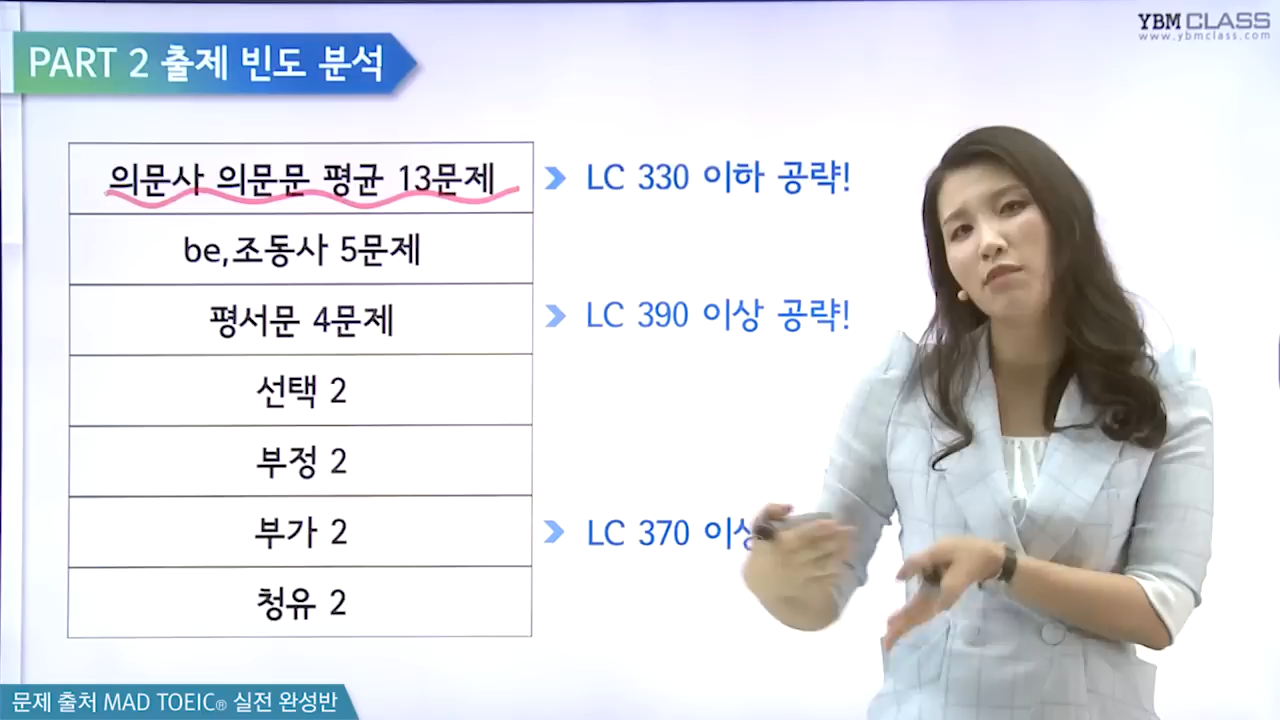 YBM CLASS
www.ybmclass.com
PART 2 출제 빈도 분석
의문사 의문문 평균 13문제
LC 330 이하 공략!
be,조동사 5문제
평서문 4문제
LC 390 이상 공략!
선택 2
부정 2
부가 2
LC 370 이상
청유 2
문제 출처 MAD TOEIC® 실전 완성반